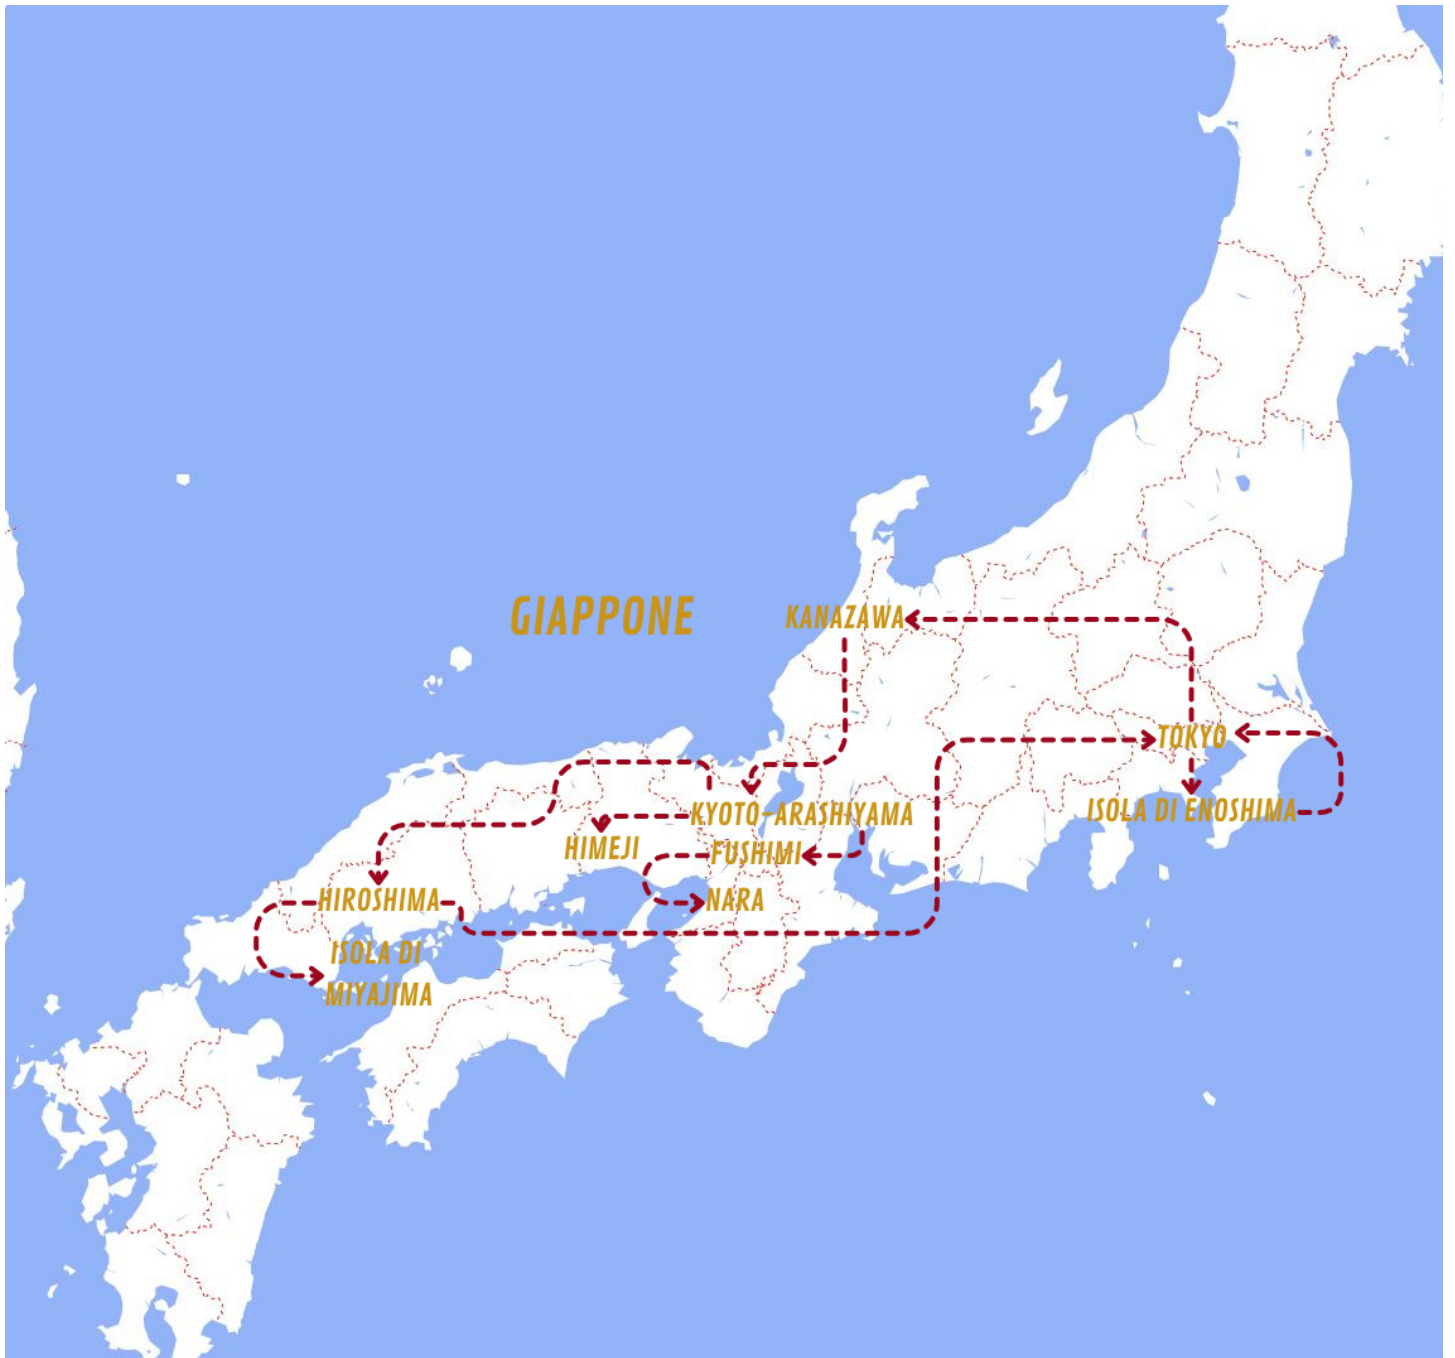 GIAPPONE
KANAZAWA
TOKYO
ISOLA DI ENOSHIMA
KYOTO-ARASHIYAMA
HIMEJI
FUSHIMI
NARA
HIROSHIMA
ISOLA DI
MIYAJIMA